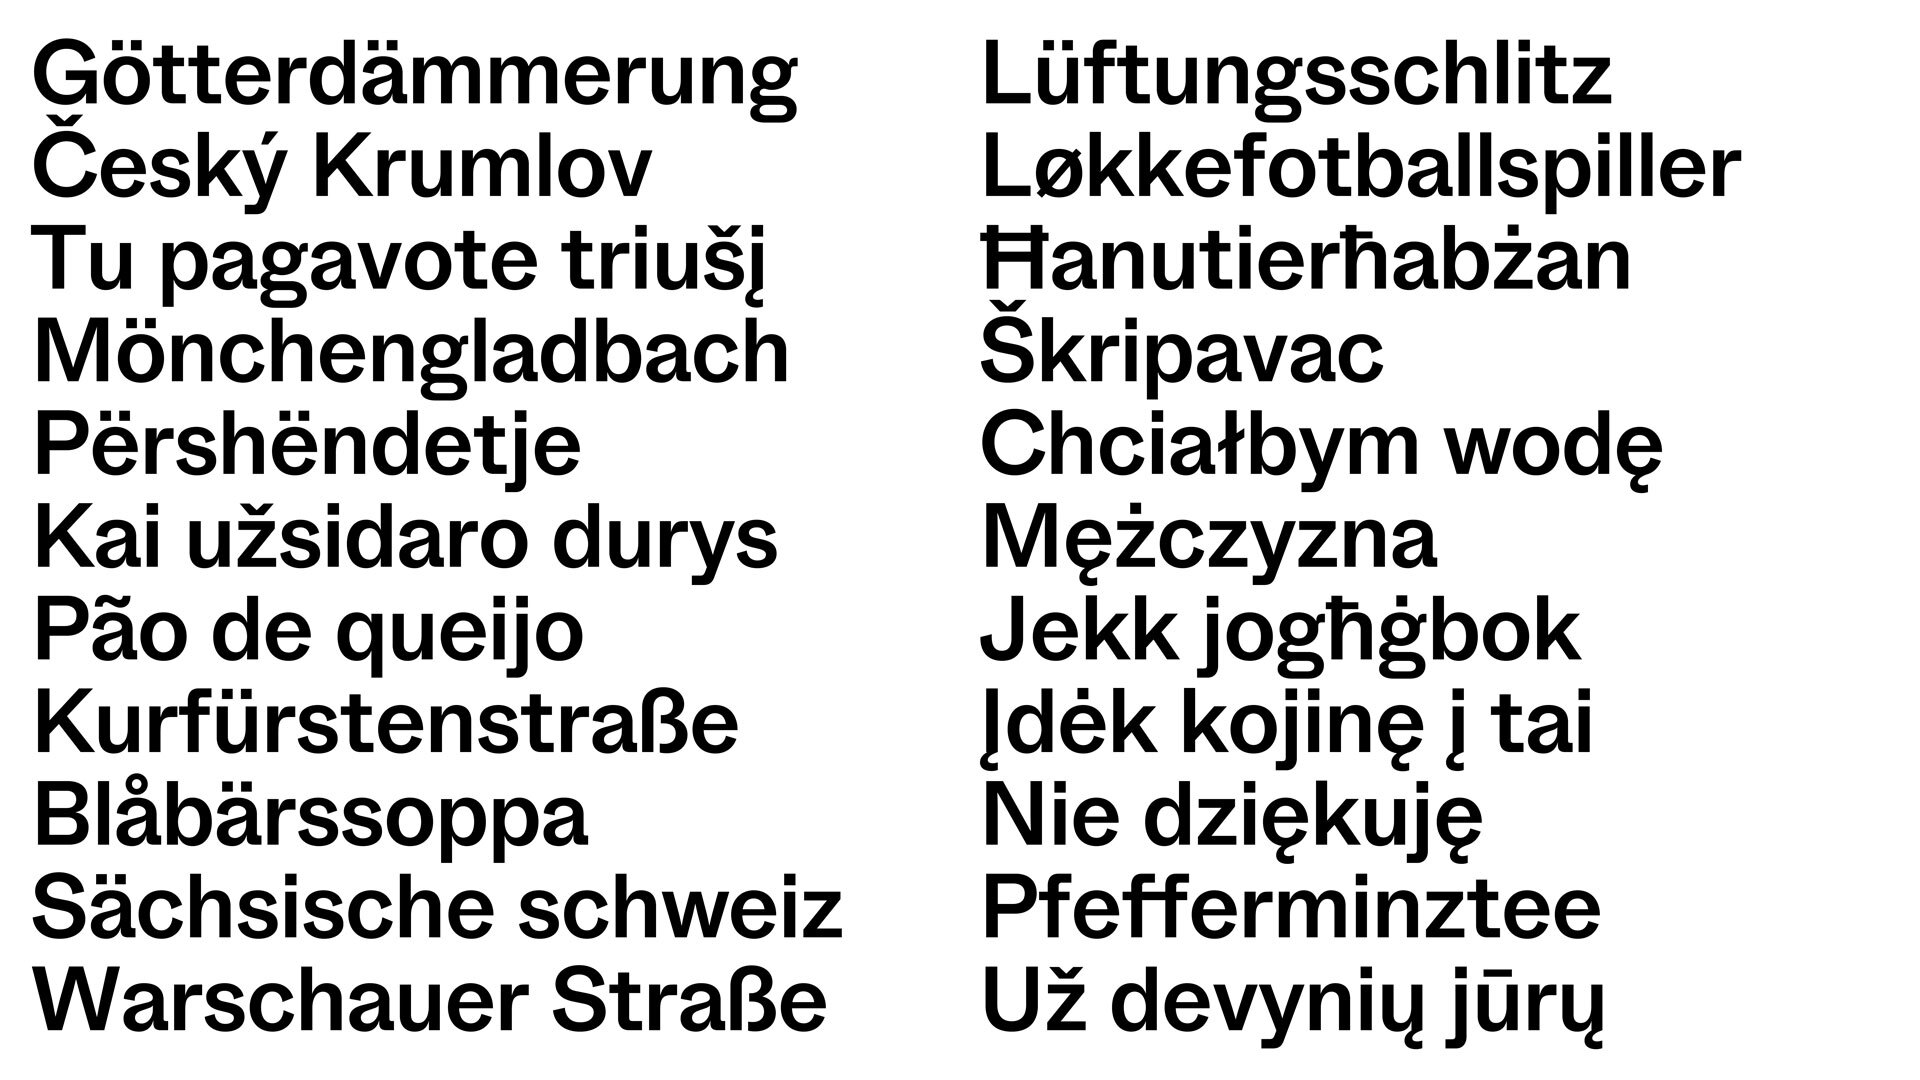 Götterdämmerung
Český Krumlov
Tu pagavote triušį
Mönchengladbach
Përshëndetje
Kai užsidaro durys
Pão de queijo
Kurfürstenstraße
Blåbärssoppa
Sächsische schweiz
Warschauer Straße
Lüftungsschlitz
Løkkefotballspiller
Ħanutierħabżan
Škripavac
Chciałbym wodę
Mężczyzna
Jekk jogħġbok
Įdėk kojinę į tai
Nie dziękuję
Pfefferminztee
Už devynių jūrų